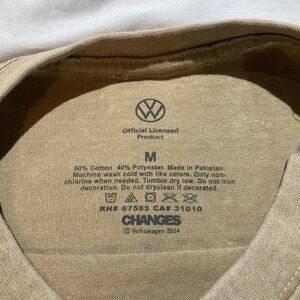 Official Licensed
Product
M
60% Cotton 40% Polyester. Made in Pakistan.
Machine wash cold with like colors. Only non-
chlorine when needed. Tumble dry low. Do not iron
decoration. Do not dryclean if decorated.
RN# 67585 CA# 31010
CHANGES
© Volkswagen 2024